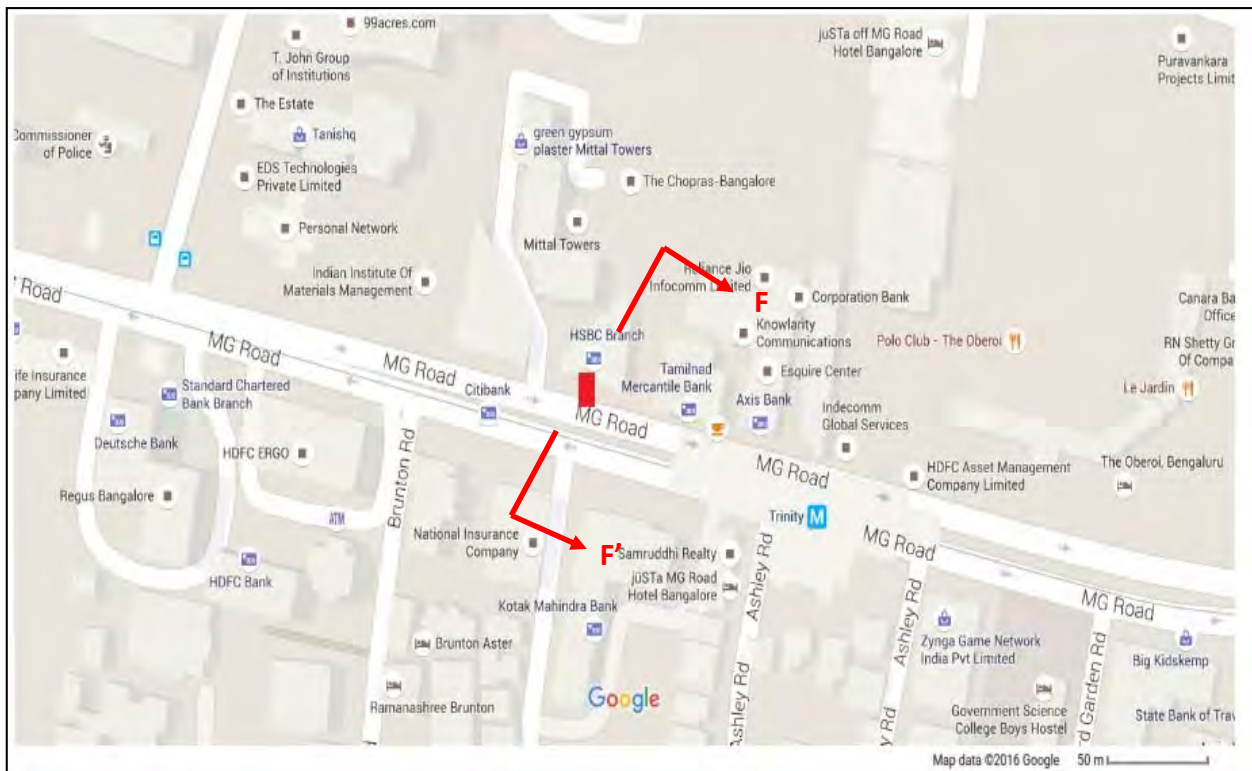 99acres.com
T. John Group
of Institutions
The Estate
Tanishq
Commissioner
of Police
EDS Technologies
Private Limited
Personal Network
Indian Institute Of
Materials Management
green gypsum
plaster Mittal Towers
The Chopras-Bangalore
Mittal Towers
juSTa off MG Road
Hotel Bangalore
Puravankara
Projects Limit
Reliance Jio
Infocomm Limited
F
Corporation Bank
Knowlarity
Communications
Polo Club - The Oberoi
Canara Ba
Office
RN Shetty Gr
Of Compa
Le Jardin
Road
MG Road
MG Road
HSBC Branch
Tamilnad
Mercantile Bank
Esquire Center
Axis Bank
Indecomm
Global Services
Citibank
MG Road
ife Insurance
pany Limited
Standard Chartered
Bank Branch
Deutsche Bank
HDFC ERGO
Regus Bangalore
ATM
HDFC Bank
Brunton Rd
National Insurance
Company
F'
Samruddhi Realty
jüSTa MG Road
Hotel Bangalore
Kotak Mahindra Bank
Brunton Aster
Ramanashree Brunton
Google
MG Road
Trinity M
HDFC Asset Management
Company Limited
The Oberoi, Bengaluru
MG Road
MG Road
Ashley Rd
Ashley Rd
Ashley Rd
y Rd
Zynga Game Network
India Pvt Limited
Big Kidskemp
Government Science
College Boys Hostel
rd Garden Rd
State Bank of Trav
Map data ©2016 Google 50 m